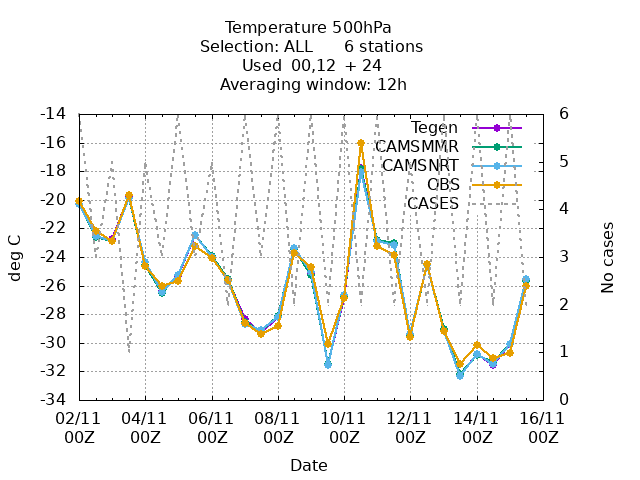 Temperature 500hPa
Selection: ALL 6 stations
Used 00,12 + 24
Averaging window: 12h
-14 6
-16
-18 5
-20 4
-22
-24 3
-26
-28 2
-30
-32 1
-34 0
deg C
No cases
Tegen
CAMSMMR
CAMSNRT
OBS
CASES
02/11 04/11 06/11 08/11 10/11 12/11 14/11 16/11
00Z 00Z 00Z 00Z 00Z 00Z 00Z 00Z
Date